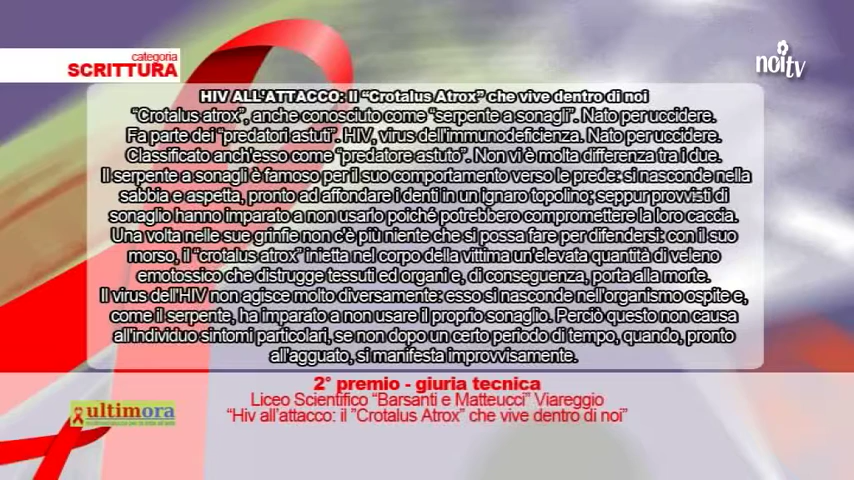 categoria
SCRITTURA
noi tv
HIV ALL'ATTACCO: Il “Crotalus Atrox” che vive dentro di noi
“Crotalus atrox”, anche conosciuto come “serpente a sonagli”. Nato per uccidere.
Fa parte dei “predatori astuti”. HIV, virus dell'immunodeficienza. Nato per uccidere.
Classificato anch'esso come “predatore astuto”. Non vi è molta differenza tra i due.
Il serpente a sonagli è famoso per il suo comportamento verso le prede: si nasconde nella
sabbia e aspetta, pronto ad affondare i denti in un ignaro topolino; seppur provvisti di
sonaglio hanno imparato a non usarlo poiché potrebbero compromettere la loro caccia.
Una volta nelle sue grinfie non c'è più niente che si possa fare per difendersi: con il suo
morso, il “crotalus atrox” inietta nel corpo della vittima un'elevata quantità di veleno
emotossico che distrugge tessuti ed organi e, di conseguenza, porta alla morte.
Il virus dell'HIV non agisce molto diversamente: esso si nasconde nell'organismo ospite e,
come il serpente, ha imparato a non usare il proprio sonaglio. Perciò questo non causa
all'individuo sintomi particolari, se non dopo un certo periodo di tempo, quando, pronto
all'agguato, si manifesta improvvisamente.
2° premio - giuria tecnica
Liceo Scientifico “Barsanti e Matteucci” Viareggio
“Hiv all'attacco: il ”Crotalus Atrox” che vive dentro di noi”
ultimora